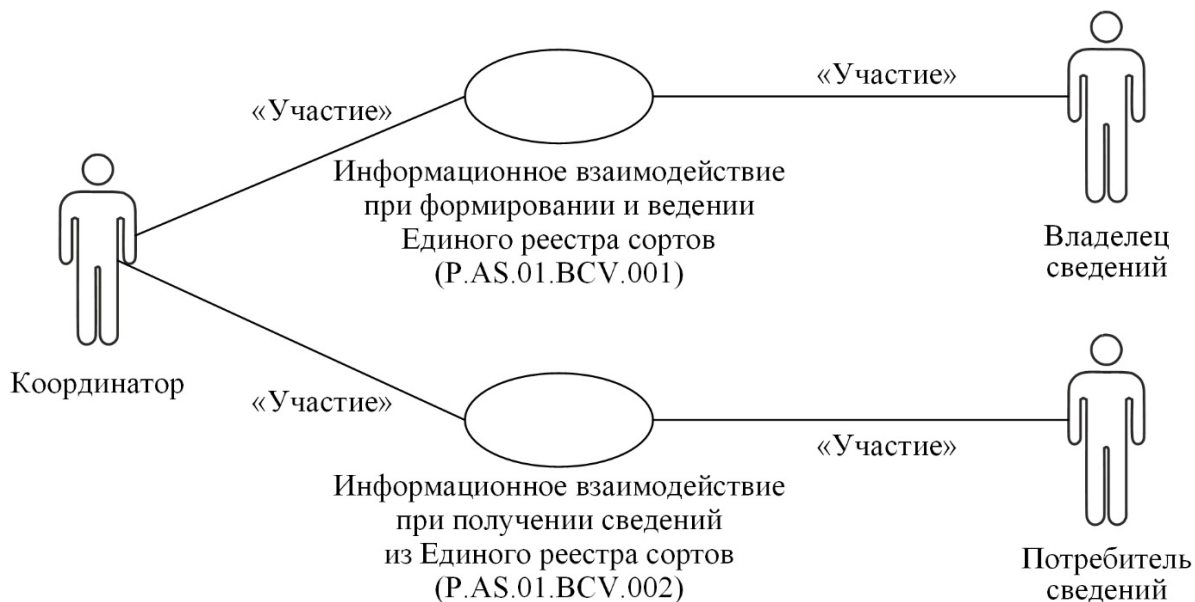 «Участие»
«Участие»
Информационное взаимодействие
при формировании и ведении
Единого реестра сортов
(P.AS.01.BCV.001)
Владелец
сведений
Координатор
«Участие»
«Участие»
Информационное взаимодействие
при получении сведений
из Единого реестра сортов
(P.AS.01.BCV.002)
Потребитель
сведений